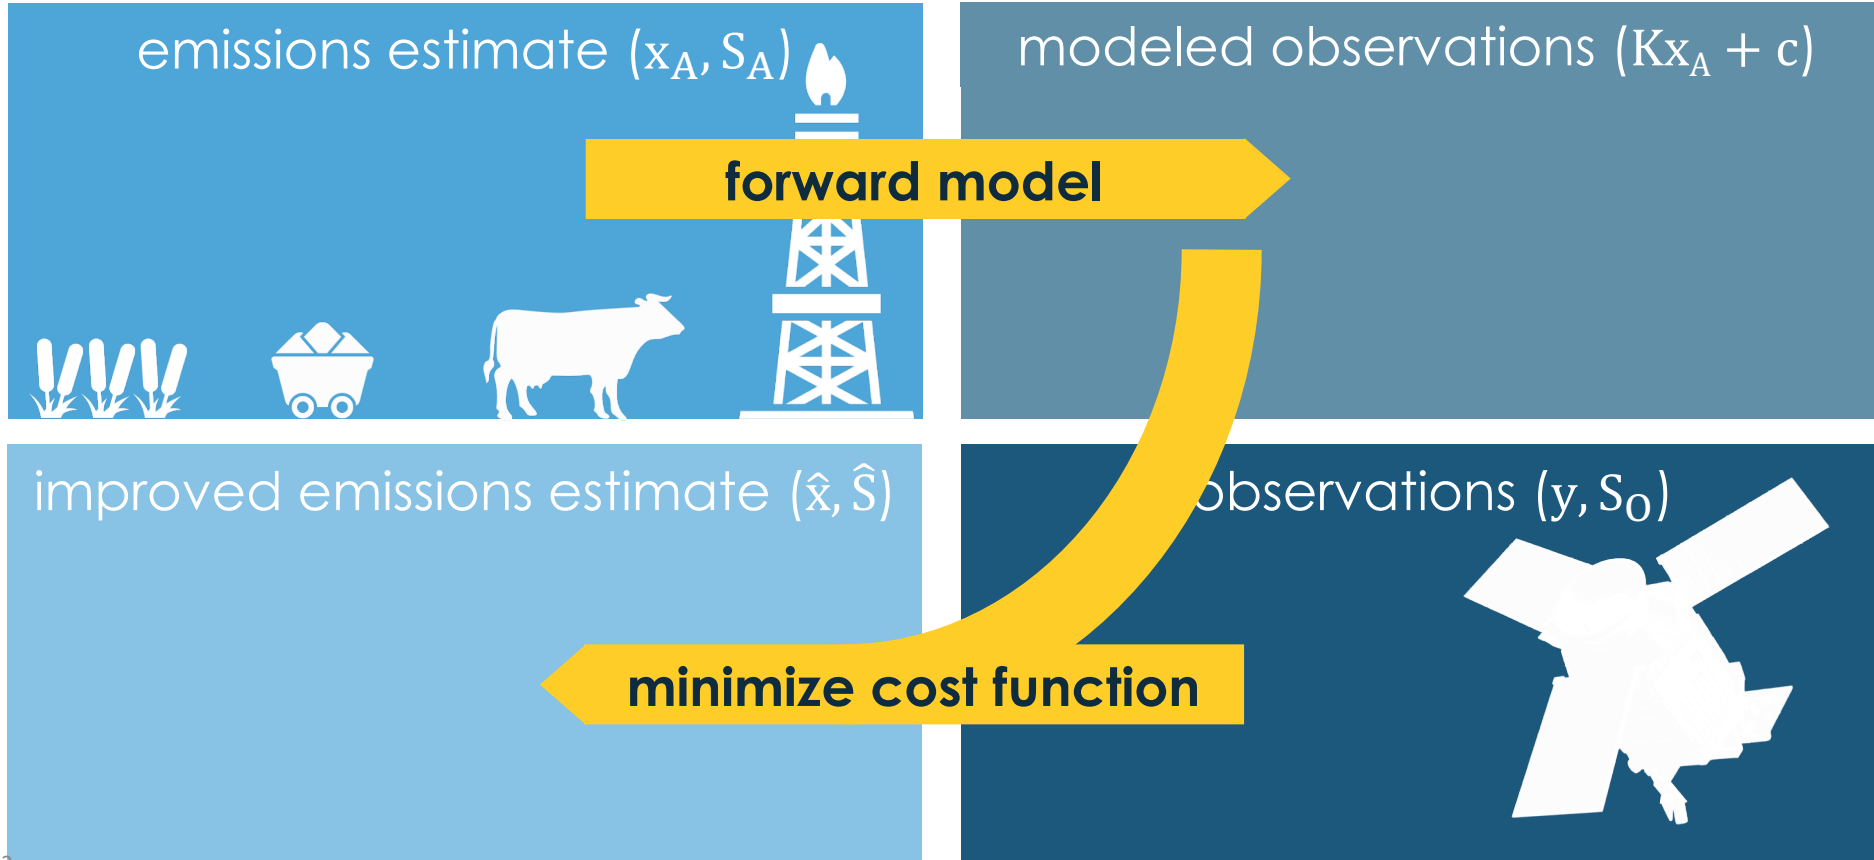 emissions estimate (x_A, S_A)
modeled observations (Kx_A + c)
forward model
improved emissions estimate (x̂, Ŝ)
observations (y, S_O)
minimize cost function